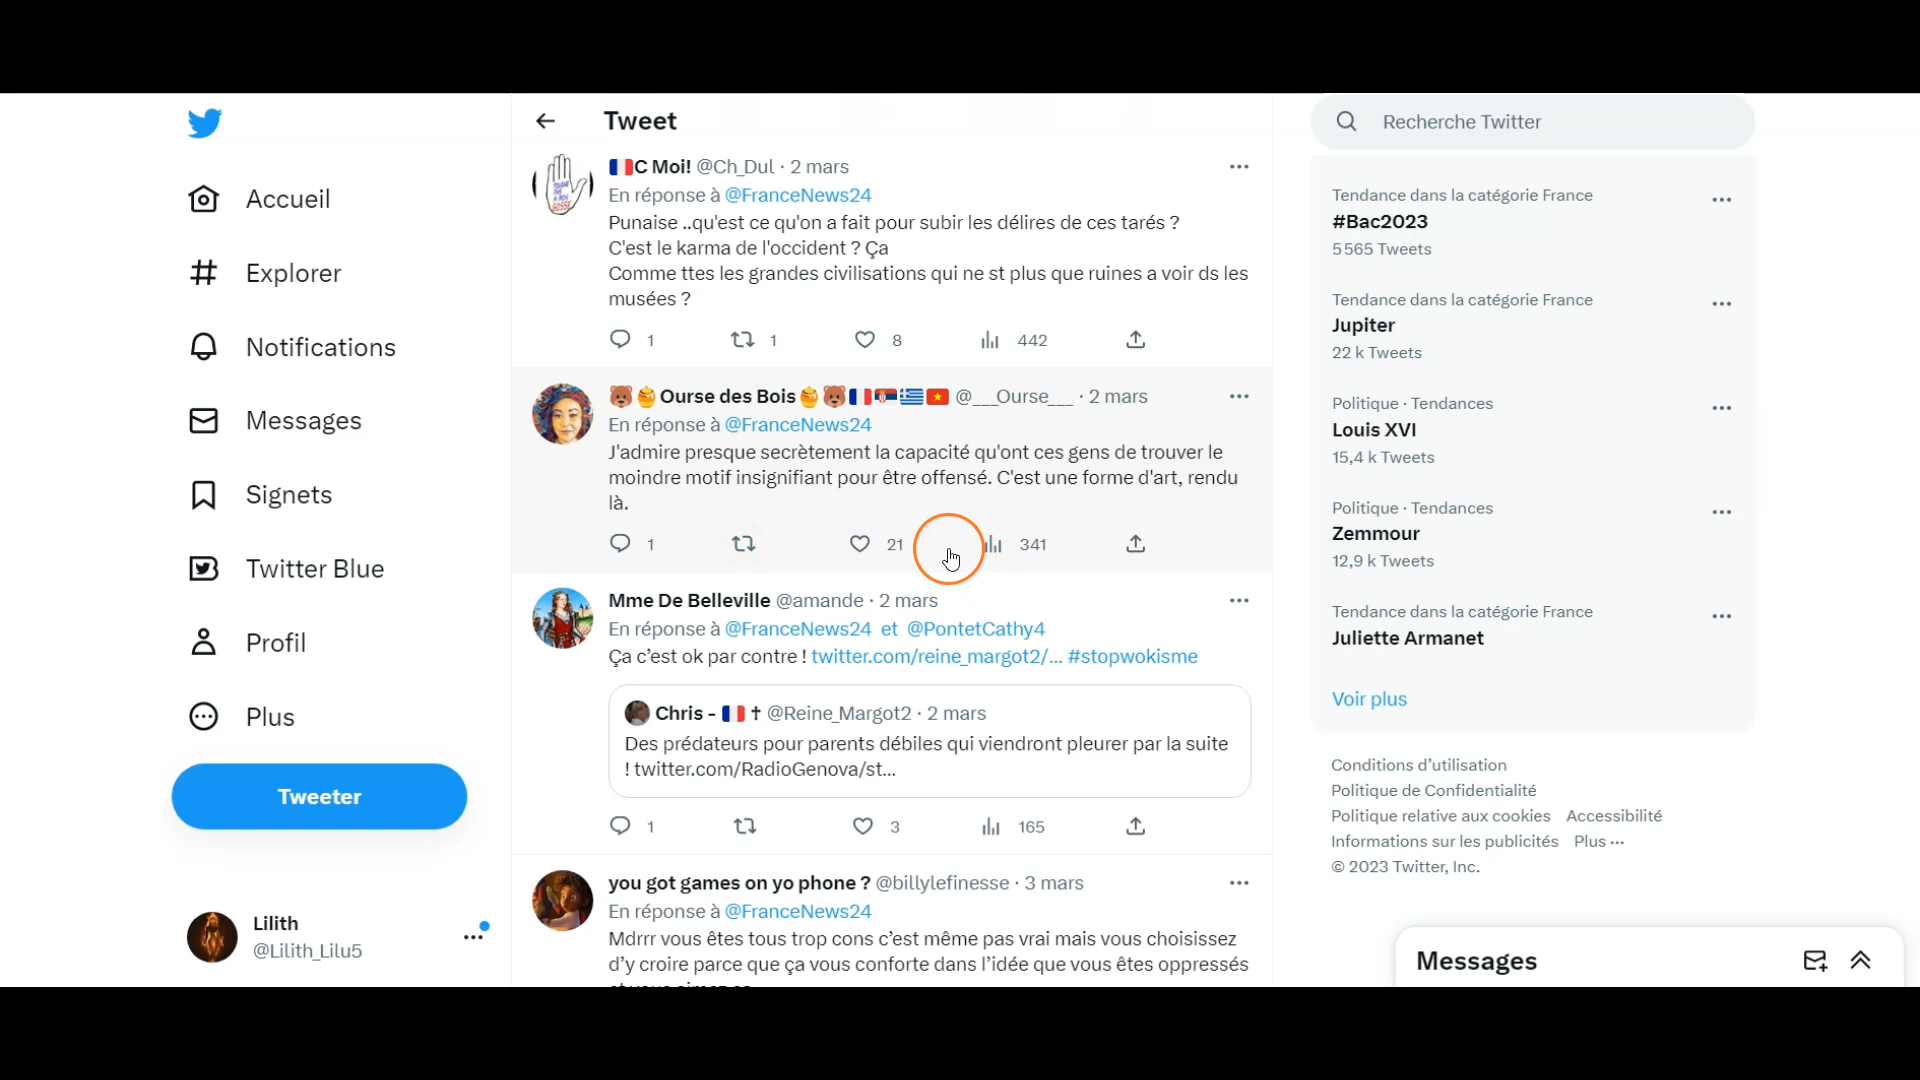 Accueil
Explorer
Notifications
Messages
Signets
Twitter Blue
Profil
Plus
Tweeter
Lilith
@Lilith_Lilu5
Tweet
C Moi! @Ch_Dul · 2 mars
En réponse à @FranceNews24
Punaise ..qu'est ce qu'on a fait pour subir les délires de ces tarés ?
C'est le karma de l'occident ? Ça
Comme ttes les grandes civilisations qui ne st plus que ruines a voir ds les
musées ?
1 1 8 442
Ourse des Bois @___Ourse___ · 2 mars
En réponse à @FranceNews24
J'admire presque secrètement la capacité qu'ont ces gens de trouver le
moindre motif insignifiant pour être offensé. C'est une forme d'art, rendu
là.
1 21 341
Mme De Belleville @amande · 2 mars
En réponse à @FranceNews24 et @PontetCathy4
Ça c’est ok par contre ! twitter.com/reine_margot2/… #stopwokisme
Chris - ✝ @Reine_Margot2 · 2 mars
Des prédateurs pour parents débiles qui viendront pleurer par la suite
! twitter.com/RadioGenova/st…
1 3 165
you got games on yo phone ? @billylefinesse · 3 mars
En réponse à @FranceNews24
Mdrrr vous êtes tous trop cons c’est même pas vrai mais vous choisissez
d’y croire parce que ça vous conforte dans l’idée que vous êtes oppressés
Recherche Twitter
Tendance dans la catégorie France
#Bac2023
5 565 Tweets
Tendance dans la catégorie France
Jupiter
22 k Tweets
Politique · Tendances
Louis XVI
15,4 k Tweets
Politique · Tendances
Zemmour
12,9 k Tweets
Tendance dans la catégorie France
Juliette Armanet
Voir plus
Conditions d’utilisation
Politique de Confidentialité
Politique relative aux cookies Accessibilité
Informations sur les publicités Plus ···
© 2023 Twitter, Inc.
Messages